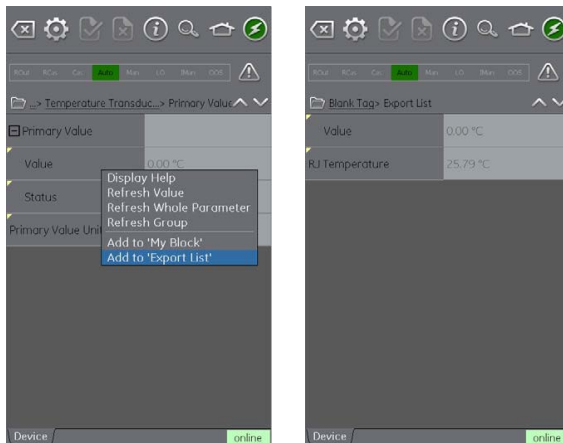 ROut RCas Cas Auto Man LO IMan OOS
...> Temperature Transduc...> Primary Value
Primary Value
Value 0.00 °C
Status
Primary Value Uni
Display Help
Refresh Value
Refresh Whole Parameter
Refresh Group
Add to 'My Block'
Add to 'Export List'
Device online
ROut RCas Cas Auto Man LO IMan OOS
Blank Tag> Export List
Value 0.00 °C
RJ Temperature 25.79 °C
Device online